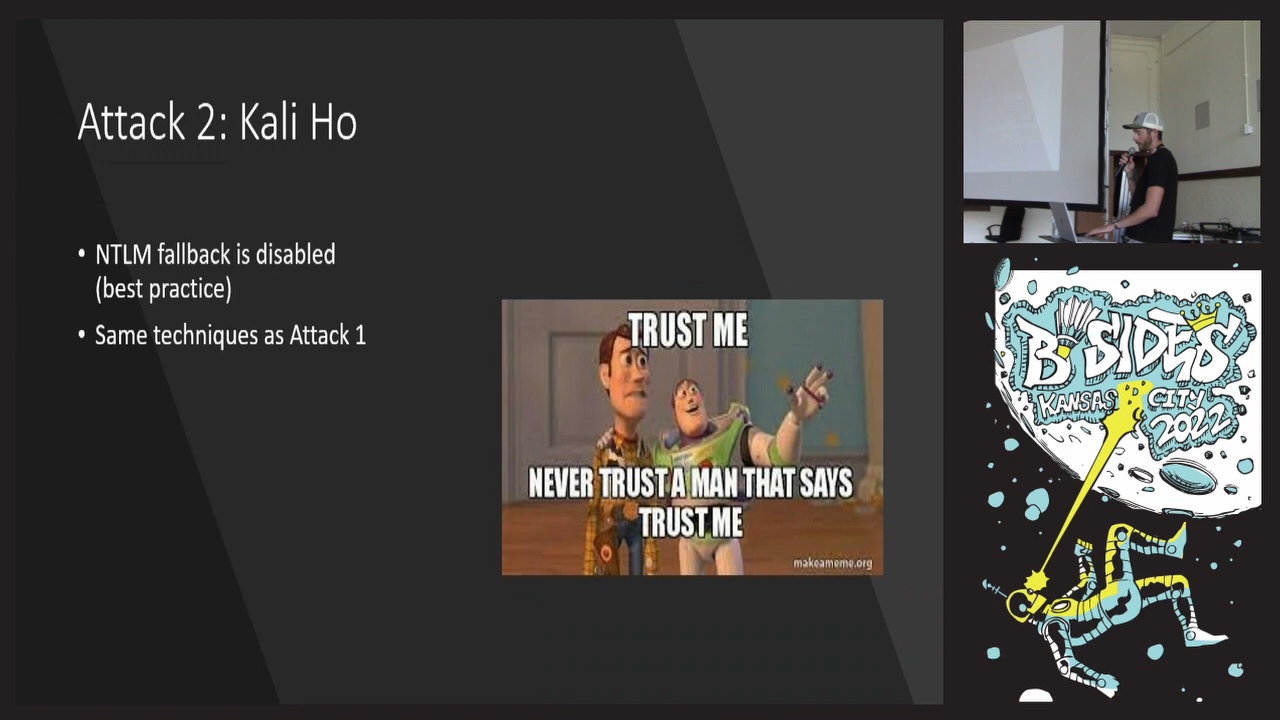 Attack 2: Kali Ho
• NTLM fallback is disabled
(best practice)
• Same techniques as Attack 1
TRUST ME
NEVER TRUST A MAN THAT SAYS
TRUST ME
makeameme.org
B-SIDES
KANSAS CITY
2022